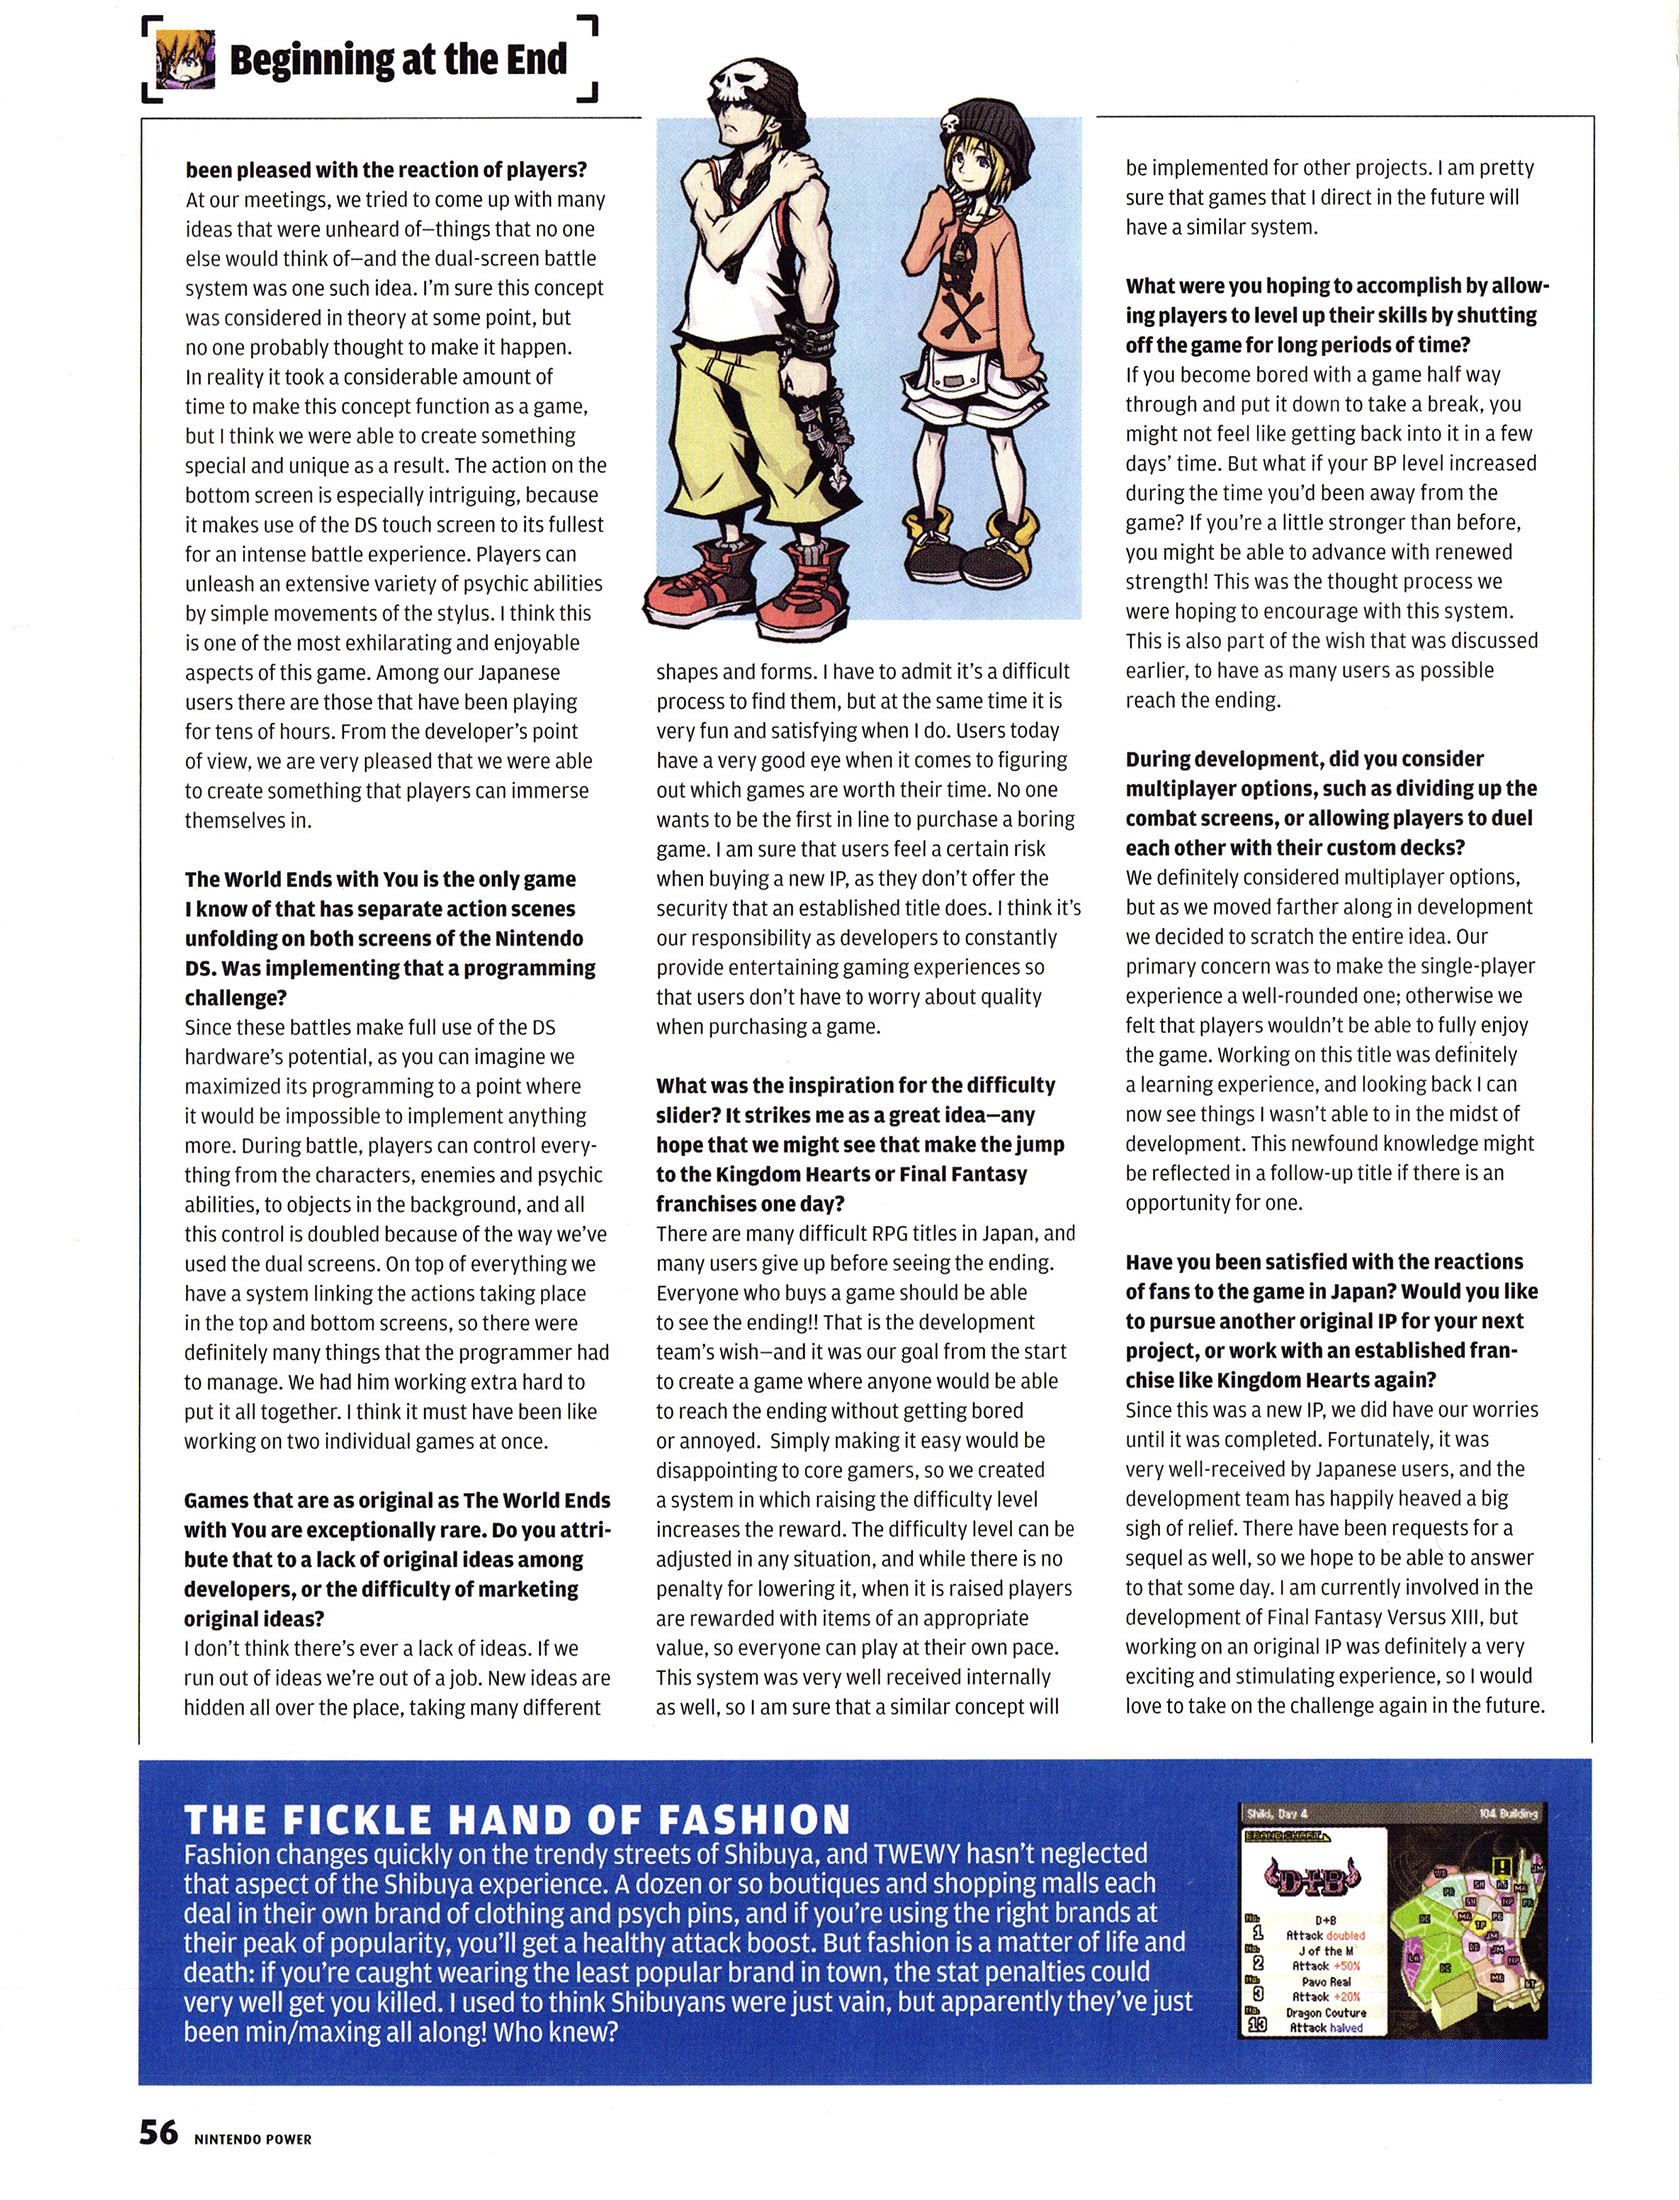 Beginning at the End
been pleased with the reaction of players?
At our meetings, we tried to come up with many
ideas that were unheard of—things that no one
else would think of—and the dual-screen battle
system was one such idea. I'm sure this concept
was considered in theory at some point, but
no one probably thought to make it happen.
In reality it took a considerable amount of
time to make this concept function as a game,
but I think we were able to create something
special and unique as a result. The action on the
bottom screen is especially intriguing, because
it makes use of the DS touch screen to its fullest
for an intense battle experience. Players can
unleash an extensive variety of psychic abilities
by simple movements of the stylus. I think this
is one of the most exhilarating and enjoyable
aspects of this game. Among our Japanese
users there are those that have been playing
for tens of hours. From the developer's point
of view, we are very pleased that we were able
to create something that players can immerse
themselves in.
The World Ends with You is the only game
I know of that has separate action scenes
unfolding on both screens of the Nintendo
DS. Was implementing that a programming
challenge?
Since these battles make full use of the DS
hardware's potential, as you can imagine we
maximized its programming to a point where
it would be impossible to implement anything
more. During battle, players can control every-
thing from the characters, enemies and psychic
abilities, to objects in the background, and all
this control is doubled because of the way we've
used the dual screens. On top of everything we
have a system linking the actions taking place
in the top and bottom screens, so there were
definitely many things that the programmer had
to manage. We had him working extra hard to
put it all together. I think it must have been like
working on two individual games at once.
Games that are as original as The World Ends
with You are exceptionally rare. Do you attri-
bute that to a lack of original ideas among
developers, or the difficulty of marketing
original ideas?
I don't think there's ever a lack of ideas. If we
run out of ideas we're out of a job. New ideas are
hidden all over the place, taking many different
shapes and forms. I have to admit it's a difficult
process to find them, but at the same time it is
very fun and satisfying when I do. Users today
have a very good eye when it comes to figuring
out which games are worth their time. No one
wants to be the first in line to purchase a boring
game. I am sure that users feel a certain risk
when buying a new IP, as they don't offer the
security that an established title does. I think it's
our responsibility as developers to constantly
provide entertaining gaming experiences so
that users don't have to worry about quality
when purchasing a game.
What was the inspiration for the difficulty
slider? It strikes me as a great idea—any
hope that we might see that make the jump
to the Kingdom Hearts or Final Fantasy
franchises one day?
There are many difficult RPG titles in Japan, and
many users give up before seeing the ending.
Everyone who buys a game should be able
to see the ending!! That is the development
team's wish—and it was our goal from the start
to create a game where anyone would be able
to reach the ending without getting bored
or annoyed. Simply making it easy would be
disappointing to core gamers, so we created
a system in which raising the difficulty level
increases the reward. The difficulty level can be
adjusted in any situation, and while there is no
penalty for lowering it, when it is raised players
are rewarded with items of an appropriate
value, so everyone can play at their own pace.
This system was very well received internally
as well, so I am sure that a similar concept will
be implemented for other projects. I am pretty
sure that games that I direct in the future will
have a similar system.
What were you hoping to accomplish by allow-
ing players to level up their skills by shutting
off the game for long periods of time?
If you become bored with a game half way
through and put it down to take a break, you
might not feel like getting back into it in a few
days' time. But what if your BP level increased
during the time you'd been away from the
game? If you're a little stronger than before,
you might be able to advance with renewed
strength! This was the thought process we
were hoping to encourage with this system.
This is also part of the wish that was discussed
earlier, to have as many users as possible
reach the ending.
During development, did you consider
multiplayer options, such as dividing up the
combat screens, or allowing players to duel
each other with their custom decks?
We definitely considered multiplayer options,
but as we moved farther along in development
we decided to scratch the entire idea. Our
primary concern was to make the single-player
experience a well-rounded one; otherwise we
felt that players wouldn't be able to fully enjoy
the game. Working on this title was definitely
a learning experience, and looking back I can
now see things I wasn't able to in the midst of
development. This newfound knowledge might
be reflected in a follow-up title if there is an
opportunity for one.
Have you been satisfied with the reactions
of fans to the game in Japan? Would you like
to pursue another original IP for your next
project, or work with an established fran-
chise like Kingdom Hearts again?
Since this was a new IP, we did have our worries
until it was completed. Fortunately, it was
very well-received by Japanese users, and the
development team has happily heaved a big
sigh of relief. There have been requests for a
sequel as well, so we hope to be able to answer
to that some day. I am currently involved in the
development of Final Fantasy Versus XIII, but
working on an original IP was definitely a very
exciting and stimulating experience, so I would
love to take on the challenge again in the future.
THE FICKLE HAND OF FASHION
Fashion changes quickly on the trendy streets of Shibuya, and TWEWY hasn't neglected
that aspect of the Shibuya experience. A dozen or so boutiques and shopping malls each
deal in their own brand of clothing and psych pins, and if you're using the right brands at
their peak of popularity, you'll get a healthy attack boost. But fashion is a matter of life and
death: if you're caught wearing the least popular brand in town, the stat penalties could
very well get you killed. I used to think Shibuyans were just vain, but apparently they've just
been min/maxing all along! Who knew?
Shiki, Day 4 104 Building
BRAND CHART
D+B
No. 1 D+B
Attack doubled
No. 2 J of the M
Attack +50%
No. 3 Pavo Real
Attack +20%
No. 13 Dragon Couture
Attack halved
56 NINTENDO POWER